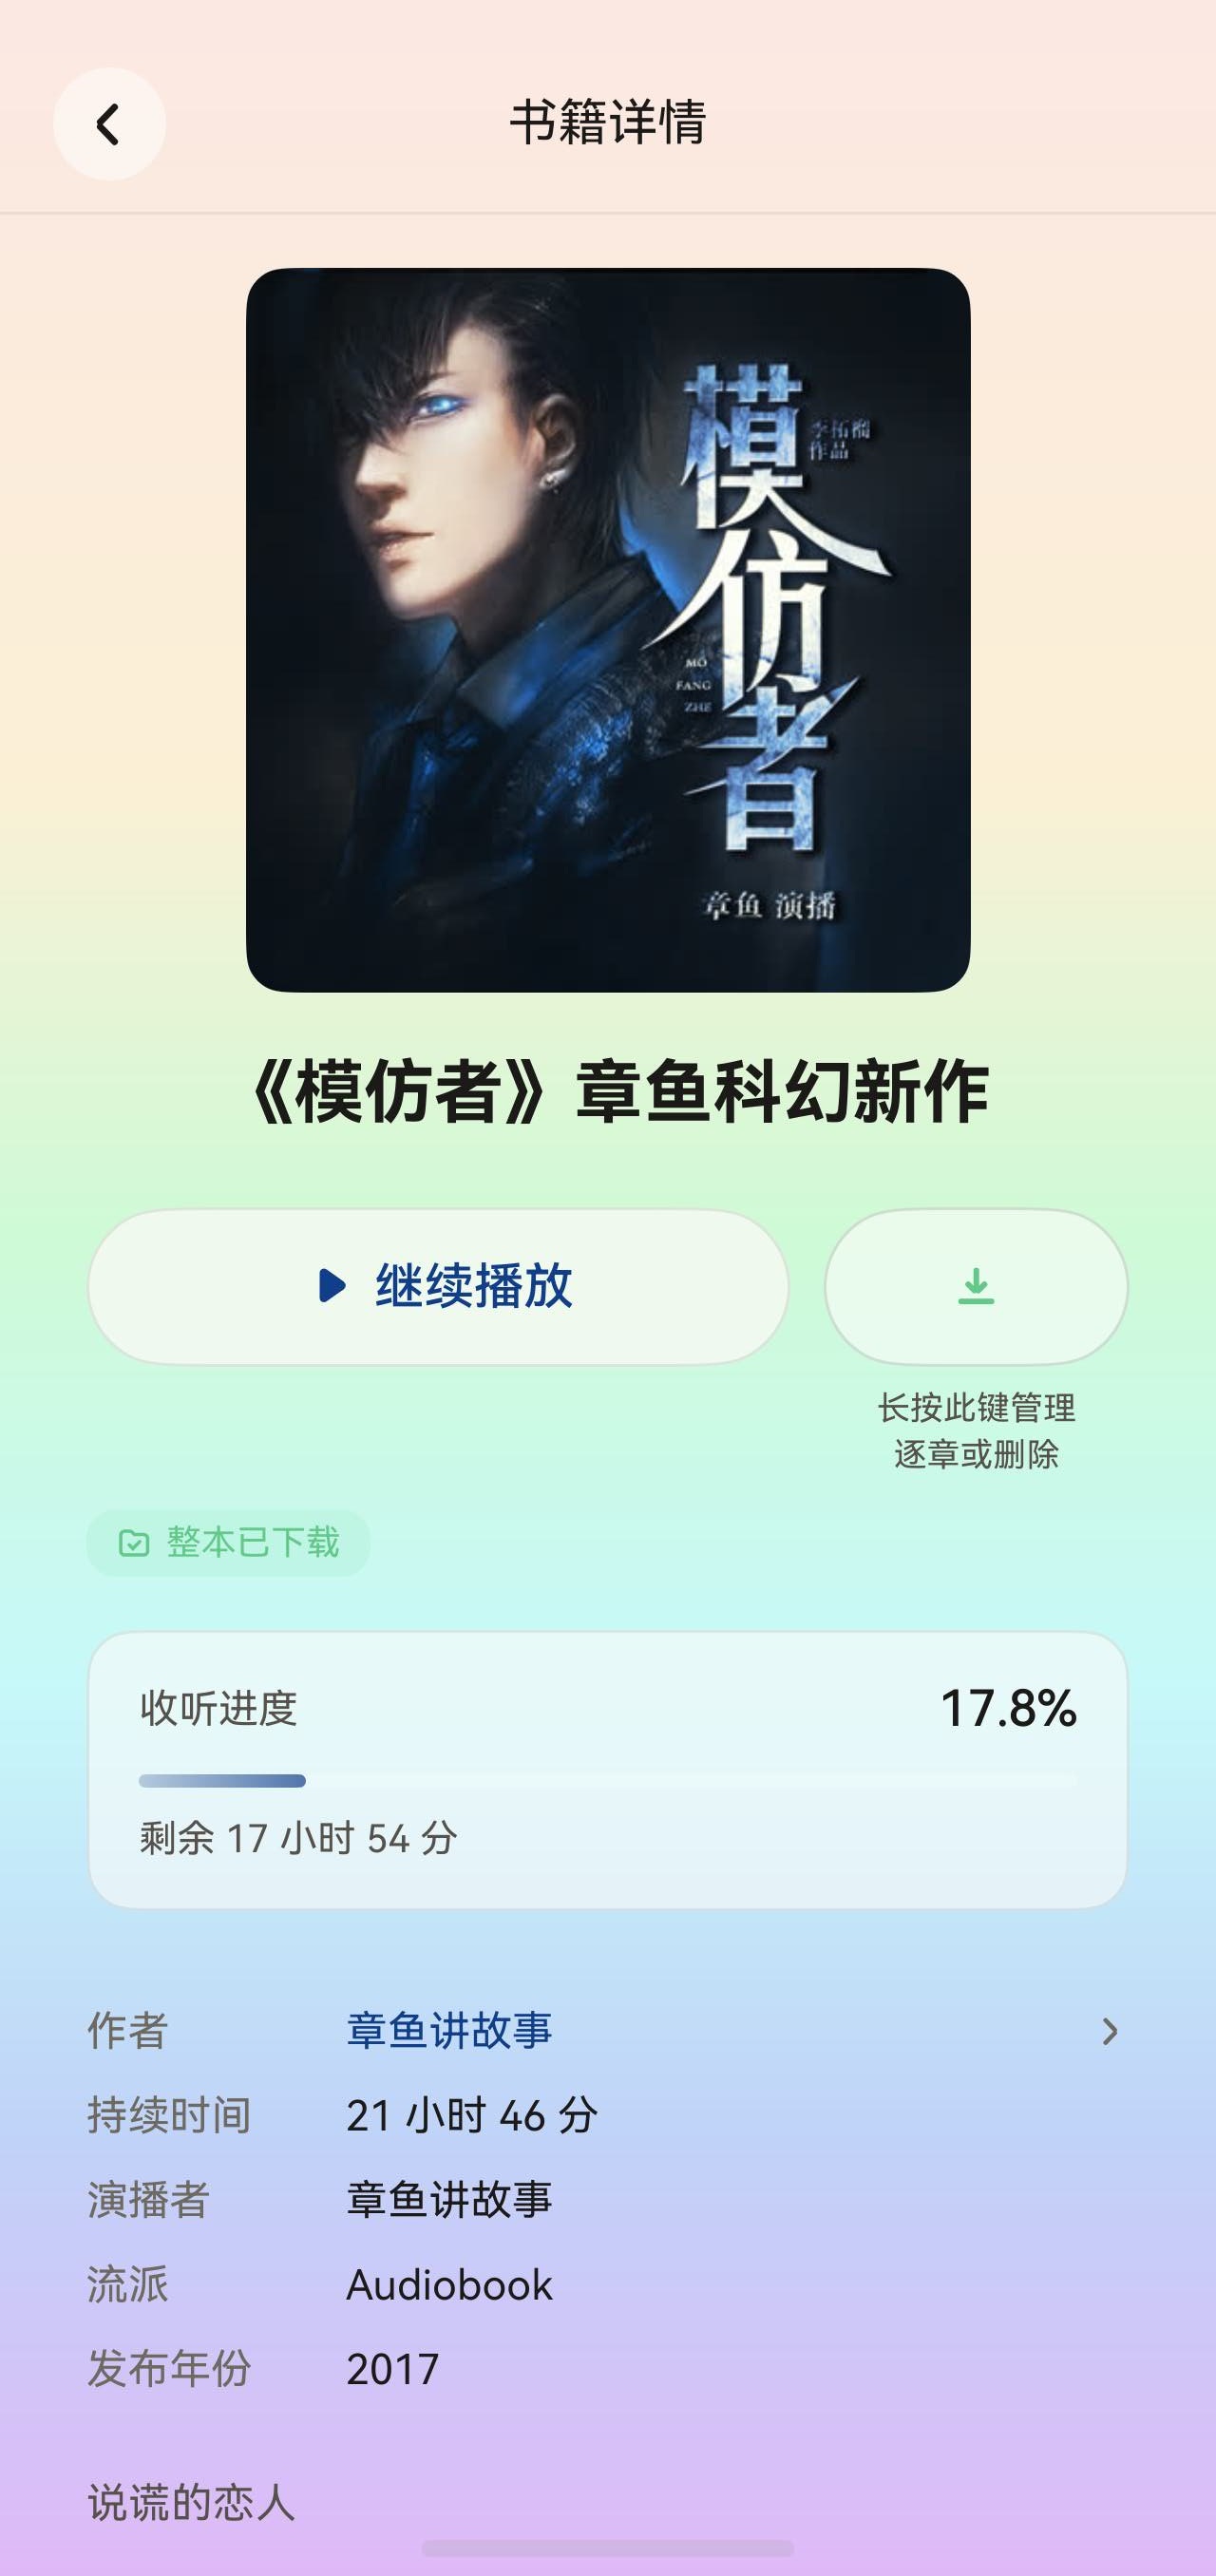 书籍详情
模仿者
李拓榴
作品
MO
FANG
ZHE
章鱼 演播
《模仿者》章鱼科幻新作
继续播放
长按此键管理
逐章或删除
整本已下载
收听进度
17.8%
剩余 17 小时 54 分
作者
章鱼讲故事
持续时间
21 小时 46 分
演播者
章鱼讲故事
流派
Audiobook
发布年份
2017
说谎的恋人